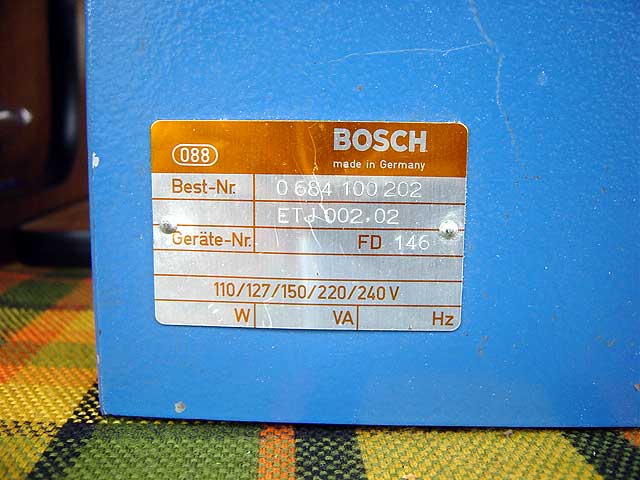 BOSCH
088
made in Germany
Best-Nr. 0 684 100 202
ETJ 002.02
Geräte-Nr. FD 146
110/127/150/220/240 V
W VA Hz